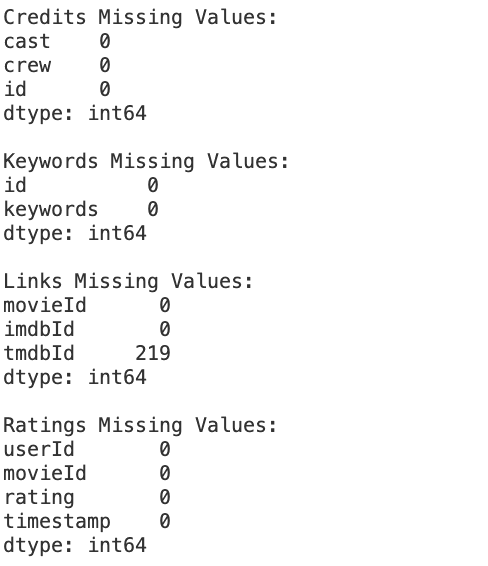 Credits Missing Values:
cast    0
crew    0
id      0
dtype: int64

Keywords Missing Values:
id          0
keywords    0
dtype: int64

Links Missing Values:
movieId      0
imdbId       0
tmdbId     219
dtype: int64

Ratings Missing Values:
userId       0
movieId      0
rating       0
timestamp    0
dtype: int64